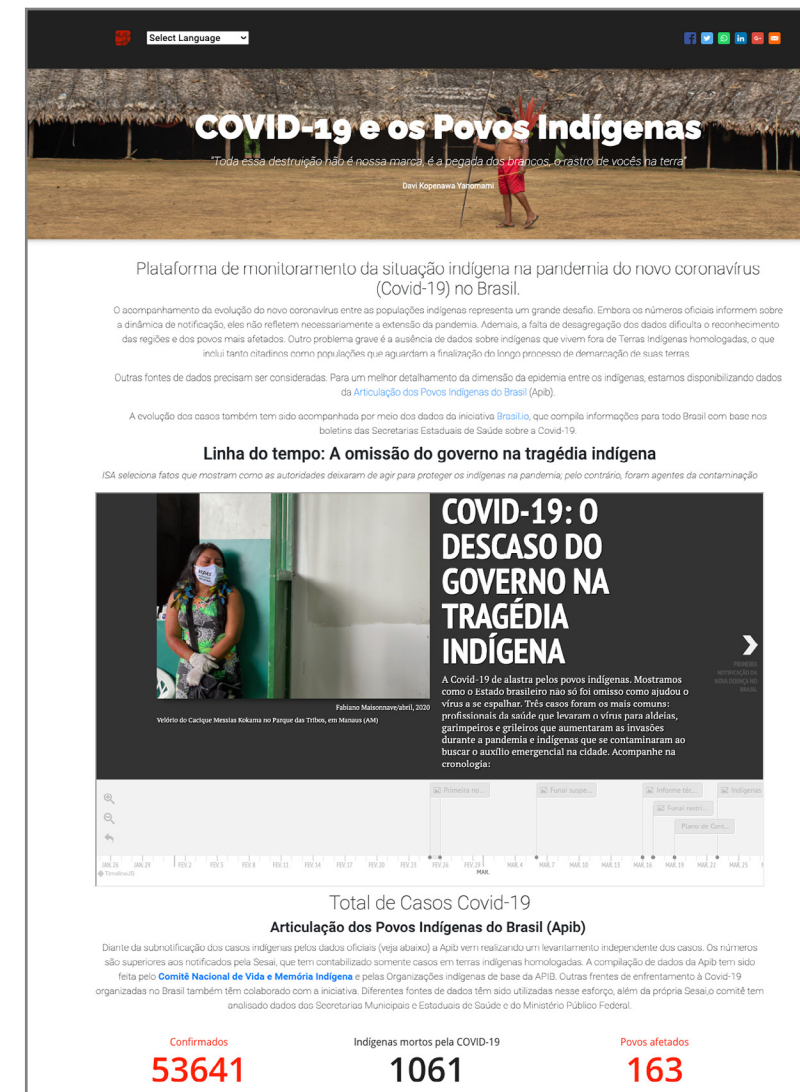 Select Language
COVID-19 e os Povos Indígenas
"Toda essa destruição não é nossa marca, é a pegada dos brancos, o rastro de vocês na terra"
Davi Kopenawa Yanomami
Plataforma de monitoramento da situação indígena na pandemia do novo coronavírus
(Covid-19) no Brasil.
O acompanhamento da evolução do novo coronavírus entre as populações indígenas representa um grande desafio. Embora os números oficiais informem sobre
a dinâmica de notificação, eles não refletem necessariamente a extensão da pandemia. Ademais, a falta de desagregação dos dados dificulta o reconhecimento
das regiões e dos povos mais afetados. Outro problema grave é a ausência de dados sobre indígenas que vivem fora de Terras Indígenas homologadas, o que
inclui tanto citadinos como populações que aguardam a finalização do longo processo de demarcação de suas terras.
Outras fontes de dados precisam ser consideradas. Para um melhor detalhamento da dimensão da epidemia entre os indígenas, estamos disponibilizando dados
da Articulação dos Povos Indígenas do Brasil (Apib).
A evolução dos casos também tem sido acompanhada por meio dos dados da iniciativa Brasil.io, que compila informações para todo Brasil com base nos
boletins das Secretarias Estaduais de Saúde sobre a Covid-19.
Linha do tempo: A omissão do governo na tragédia indígena
ISA seleciona fatos que mostram como as autoridades deixaram de agir para proteger os indígenas na pandemia; pelo contrário, foram agentes da contaminação
COVID-19: O
DESCASO DO
GOVERNO NA
TRAGÉDIA
INDÍGENA
A Covid-19 de alastra pelos povos indígenas. Mostramos
como o Estado brasileiro não só foi omisso como ajudou o
vírus a se espalhar. Três casos foram os mais comuns:
profissionais da saúde que levaram o vírus para aldeias,
garimpeiros e grileiros que aumentaram as invasões
durante a pandemia e indígenas que se contaminaram ao
buscar o auxílio emergencial na cidade. Acompanhe na
cronologia:
Fabiano Maisonnave/abril, 2020
Velório do Cacique Messias Kokama no Parque das Tribos, em Manaus (AM)
PRIMEIRA
NOTIFICAÇÃO DA
NOVA DOENÇA NO
BRASIL
Primeira no...
Funai suspe...
Informe téc...
Indígenas
Funai restri...
Plano de Cont...
JAN. 26 JAN. 29 FEV. 2 FEV. 5 FEV. 8 FEV. 11 FEV. 14 FEV. 17 FEV. 20 FEV. 23 FEV. 26 FEV. 29 MAR. 4 MAR. 7 MAR. 10 MAR. 13 MAR. 16 MAR. 19 MAR. 22 MAR. 25
MAR.
TimelineJS
Total de Casos Covid-19
Articulação dos Povos Indígenas do Brasil (Apib)
Diante da subnotificação dos casos indígenas pelos dados oficiais (veja abaixo) a Apib vem realizando um levantamento independente dos casos. Os números
são superiores aos notificados pela Sesai, que tem contabilizado somente casos em terras indígenas homologadas. A compilação de dados da Apib tem sido
feita pelo Comitê Nacional de Vida e Memória Indígena e pelas Organizações indígenas de base da APIB. Outras frentes de enfrentamento à Covid-19
organizadas no Brasil também têm colaborado com a iniciativa. Diferentes fontes de dados têm sido utilizadas nesse esforço, além da própria Sesai,o comitê tem
analisado dados das Secretarias Municipais e Estaduais de Saúde e do Ministério Público Federal.
Confirmados
53641
Indígenas mortos pela COVID-19
1061
Povos afetados
163